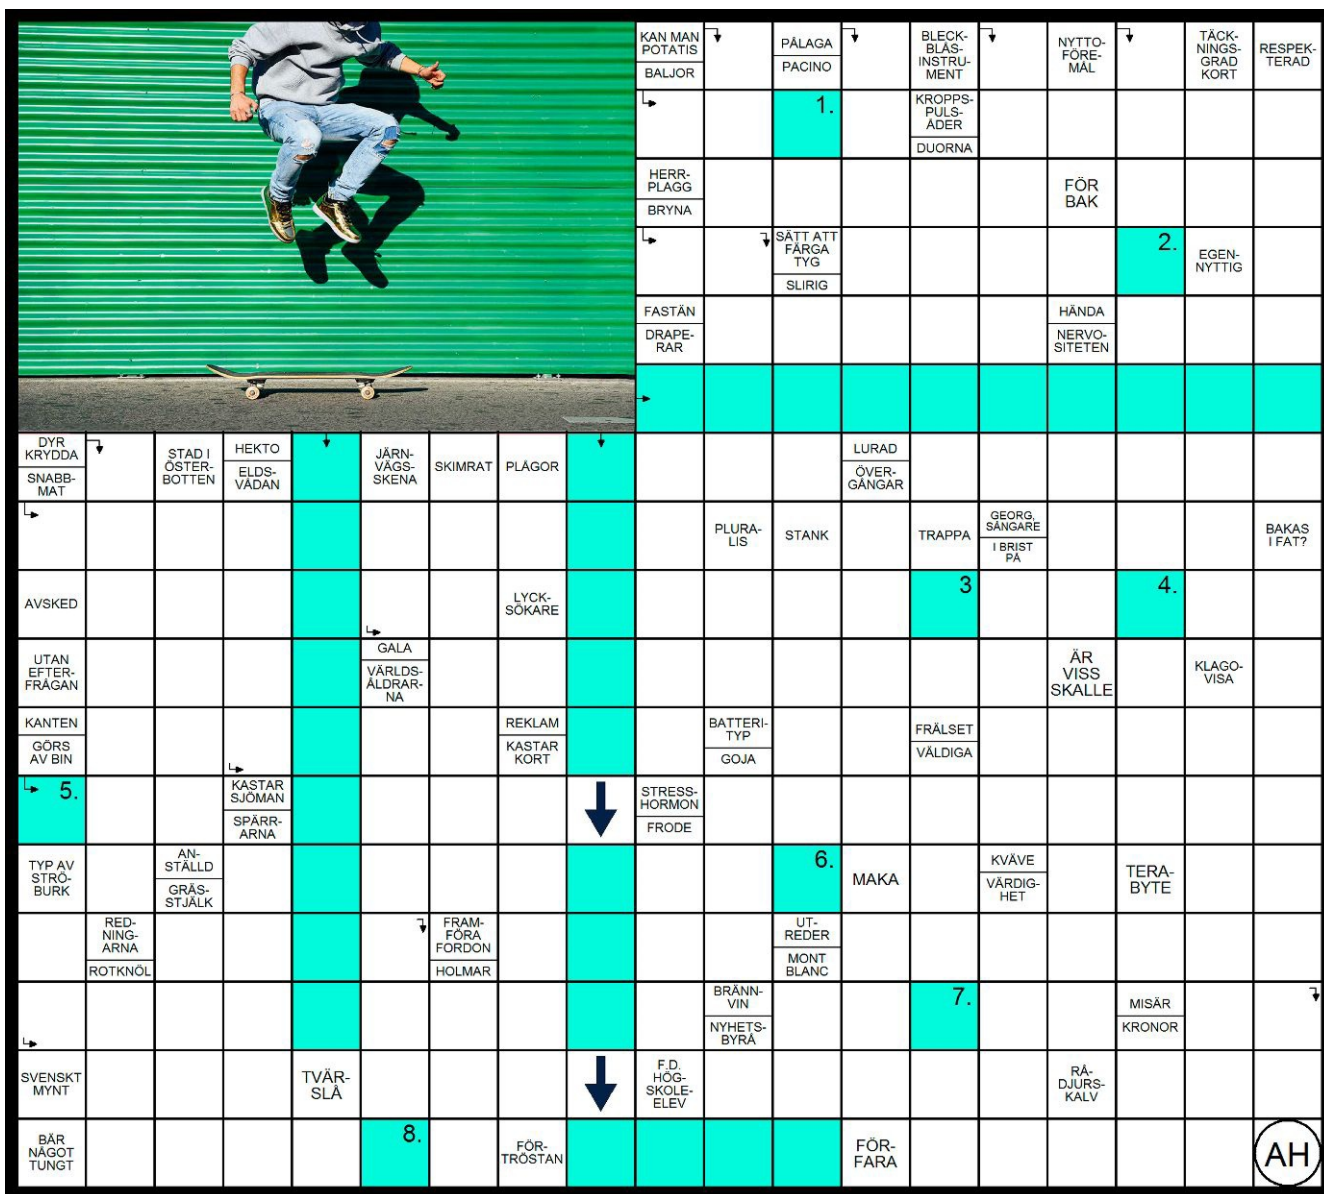 KAN MAN
POTATIS
BALJOR
PÅLAGA
PACINO
BLECK-
BLÅS-
INSTRU-
MENT
NYTTO-
FÖRE-
MÅL
TÄCK-
NINGS-
GRAD
KORT
RESPEK-
TERAD
1.
KROPPS-
PULS-
ÅDER
DUORNA
HERR-
PLAGG
BRYNA
FÖR
BAK
SÄTT ATT
FÄRGA
TYG
SLIRIG
2.
EGEN-
NYTTIG
FASTÄN
DRAPE-
RAR
HÄNDA
NERVO-
SITETEN
DYR
KRYDDA
SNABB-
MAT
STAD I
ÖSTER-
BOTTEN
HEKTO
ELDS-
VÅDAN
JÄRN-
VÄGS-
SKENA
SKIMRAT
PLÅGOR
LURAD
ÖVER-
GÅNGAR
PLURA-
LIS
STANK
TRAPPA
GEORG,
SÅNGARE
I BRIST
PÅ
BAKAS
I FAT?
AVSKED
LYCK-
SÖKARE
3
4.
UTAN
EFTER-
FRÅGAN
GALA
VÄRLDS-
ÅLDRAR-
NA
ÄR
VISS
SKALLE
KLAGO-
VISA
KANTEN
GÖRS
AV BIN
REKLAM
KASTAR
KORT
BATTERI-
TYP
GOJA
FRÄLSET
VÄLDIGA
5.
KASTAR
SJÖMAN
SPÄRR-
ARNA
STRESS-
HORMON
FRODE
TYP AV
STRÖ-
BURK
AN-
STÄLLD
GRÄS-
STJÄLK
6.
MAKA
KVÄVE
VÄRDIG-
HET
TERA-
BYTE
RED-
NING-
ARNA
ROTKNÖL
FRAM-
FÖRA
FORDON
HOLMAR
UT-
REDER
MONT
BLANC
BRÄNN-
VIN
NYHETS-
BYRÅ
7.
MISÄR
KRONOR
SVENSKT
MYNT
TVÄR-
SLÅ
F.D.
HÖG-
SKOLE-
ELEV
RÅ-
DJURS-
KALV
BÄR
NÅGOT
TUNGT
8.
FÖR-
TRÖSTAN
FÖR-
FARA
AH